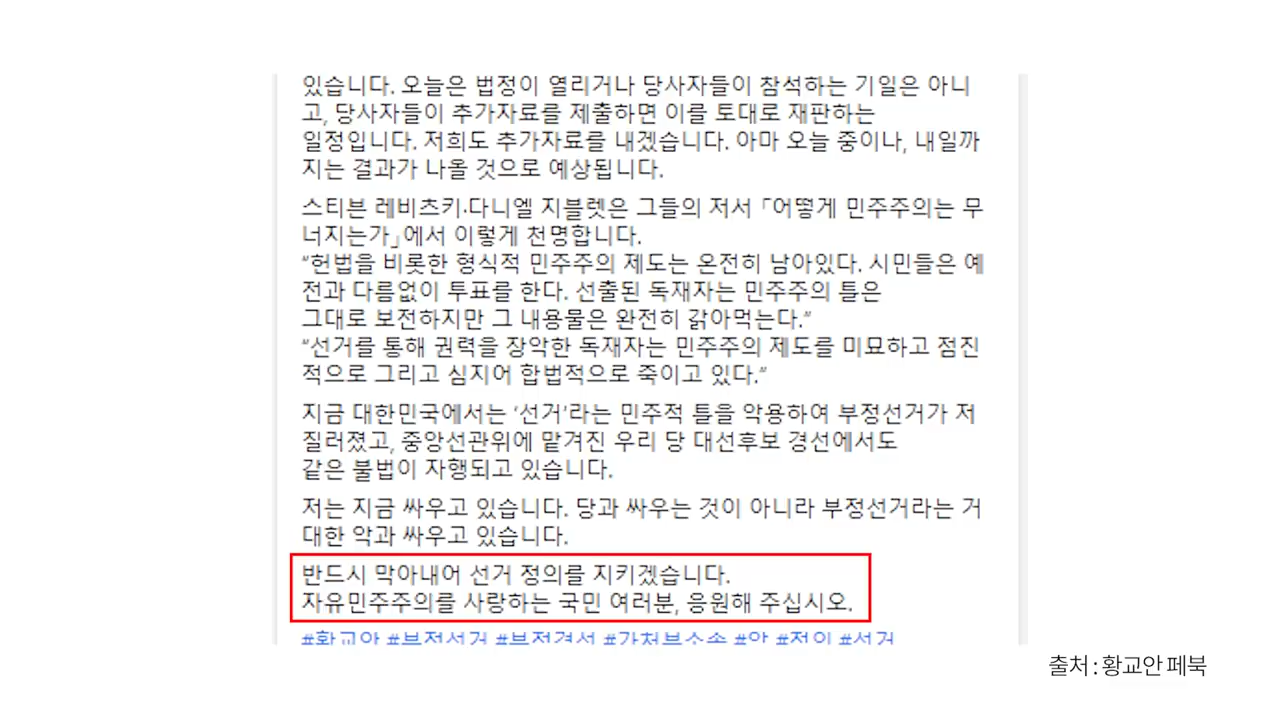 있습니다. 오늘은 법정이 열리거나 당사자들이 참석하는 기일은 아니
고, 당사자들이 추가자료를 제출하면 이를 토대로 재판하는
일정입니다. 저희도 추가자료를 내겠습니다. 아마 오늘 중이나, 내일까
지는 결과가 나올 것으로 예상됩니다.
스티븐 레비츠키·다니엘 지블렛은 그들의 저서 「어떻게 민주주의는 무
너지는가」에서 이렇게 천명합니다.
“헌법을 비롯한 형식적 민주주의 제도는 온전히 남아있다. 시민들은 예
전과 다름없이 투표를 한다. 선출된 독재자는 민주주의 틀은
그대로 보전하지만 그 내용물은 완전히 갉아먹는다.”
“선거를 통해 권력을 장악한 독재자는 민주주의 제도를 미묘하고 점진
적으로 그리고 심지어 합법적으로 죽이고 있다.”
지금 대한민국에서는 ‘선거’라는 민주적 틀을 악용하여 부정선거가 저
질러졌고, 중앙선관위에 맡겨진 우리 당 대선후보 경선에서도
같은 불법이 자행되고 있습니다.
저는 지금 싸우고 있습니다. 당과 싸우는 것이 아니라 부정선거라는 거
대한 악과 싸우고 있습니다.
반드시 막아내어 선거 정의를 지키겠습니다.
자유민주주의를 사랑하는 국민 여러분, 응원해 주십시오.
#황교안 #부정선거 #부정경선 #가처분소송 #악 #정의 #선거
출처 : 황교안 페북